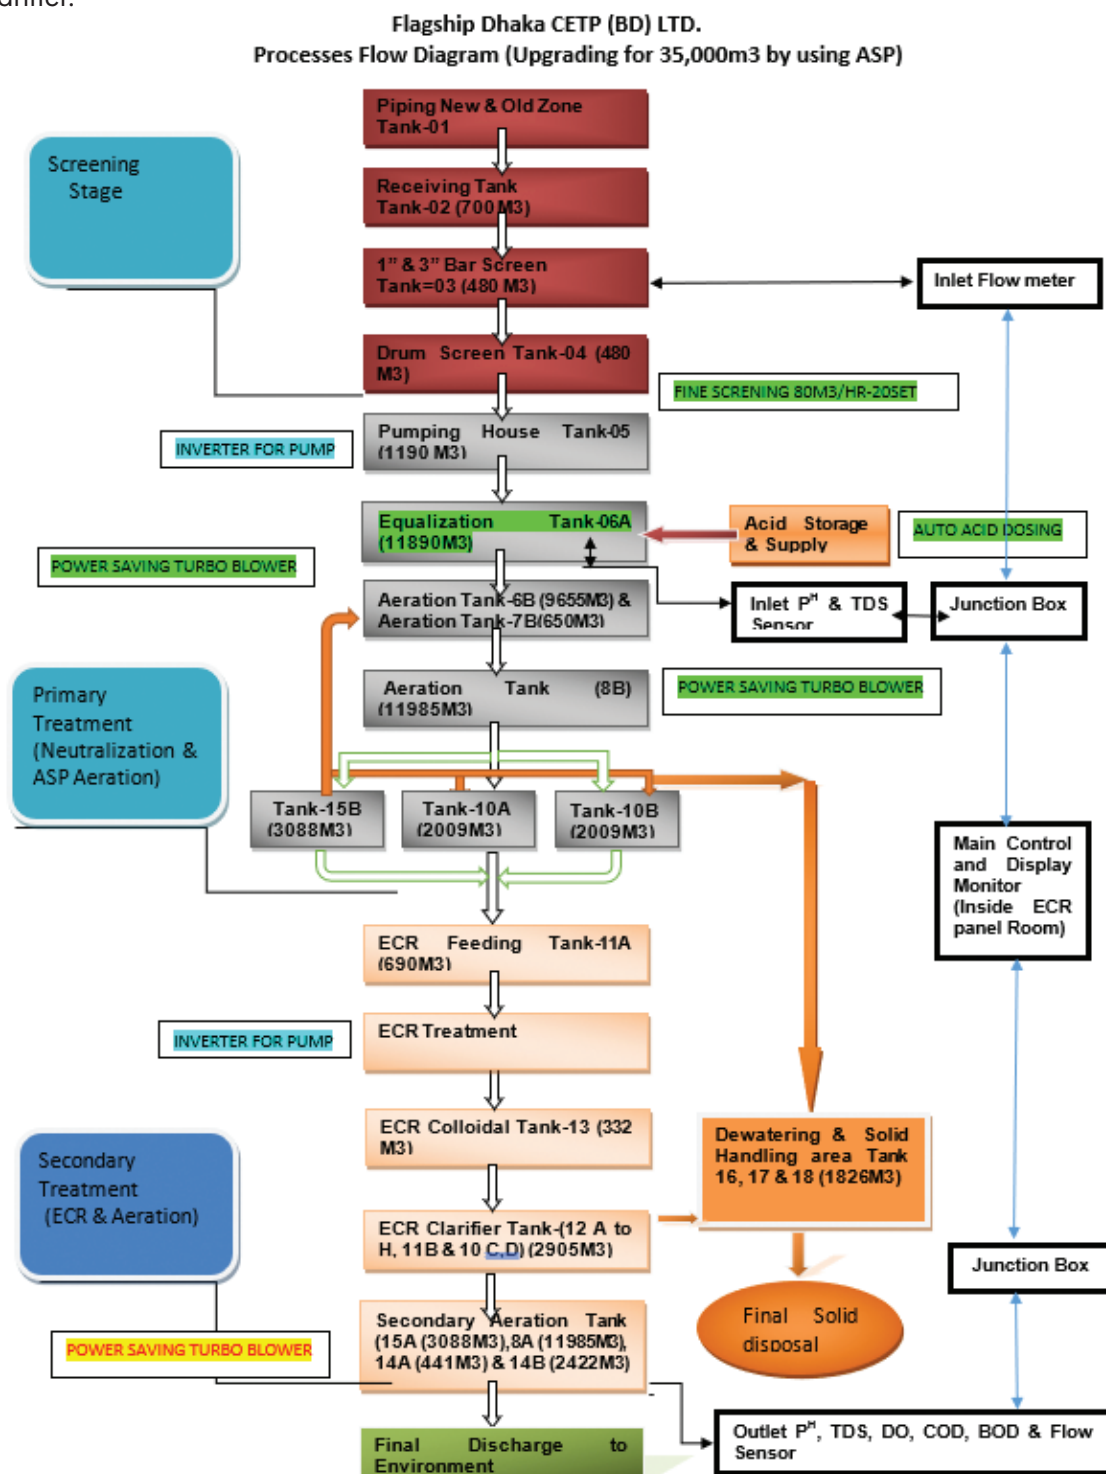 Flagship Dhaka CETP (BD) LTD.
Processes Flow Diagram (Upgrading for 35,000m3 by using ASP)
Piping New & Old Zone
Tank-01
Screening
Stage
Receiving Tank
Tank-02 (700 M3)
1” & 3” Bar Screen
Tank=03 (480 M3)
Inlet Flow meter
Drum Screen Tank-04 (480
M3)
FINE SCRENING 80M3/HR-20SET
Pumping House Tank-05
(1190 M3)
INVERTER FOR PUMP
Equalization Tank-06A
(11890M3)
Acid Storage
& Supply
AUTO ACID DOSING
POWER SAVING TURBO BLOWER
Aeration Tank-6B (9655M3) &
Aeration Tank-7B(650M3)
Inlet Pᴴ & TDS
Sensor
Junction Box
Aeration Tank (8B)
(11985M3)
POWER SAVING TURBO BLOWER
Primary
Treatment
(Neutralization &
ASP Aeration)
Tank-15B
(3088M3)
Tank-10A
(2009M3)
Tank-10B
(2009M3)
Main Control
and Display
Monitor
(Inside ECR
panel Room)
ECR Feeding Tank-11A
(690M3)
ECR Treatment
INVERTER FOR PUMP
ECR Colloidal Tank-13 (332
M3)
Dewatering & Solid
Handling area Tank
16, 17 & 18 (1826M3)
Secondary
Treatment
(ECR & Aeration)
ECR Clarifier Tank-(12 A to
H, 11B & 10 C,D) (2905M3)
Junction Box
Secondary Aeration Tank
(15A (3088M3),8A (11985M3),
14A (441M3) & 14B (2422M3)
Final Solid
disposal
POWER SAVING TURBO BLOWER
Final Discharge to
Environment
Outlet Pᴴ, TDS, DO, COD, BOD & Flow
Sensor